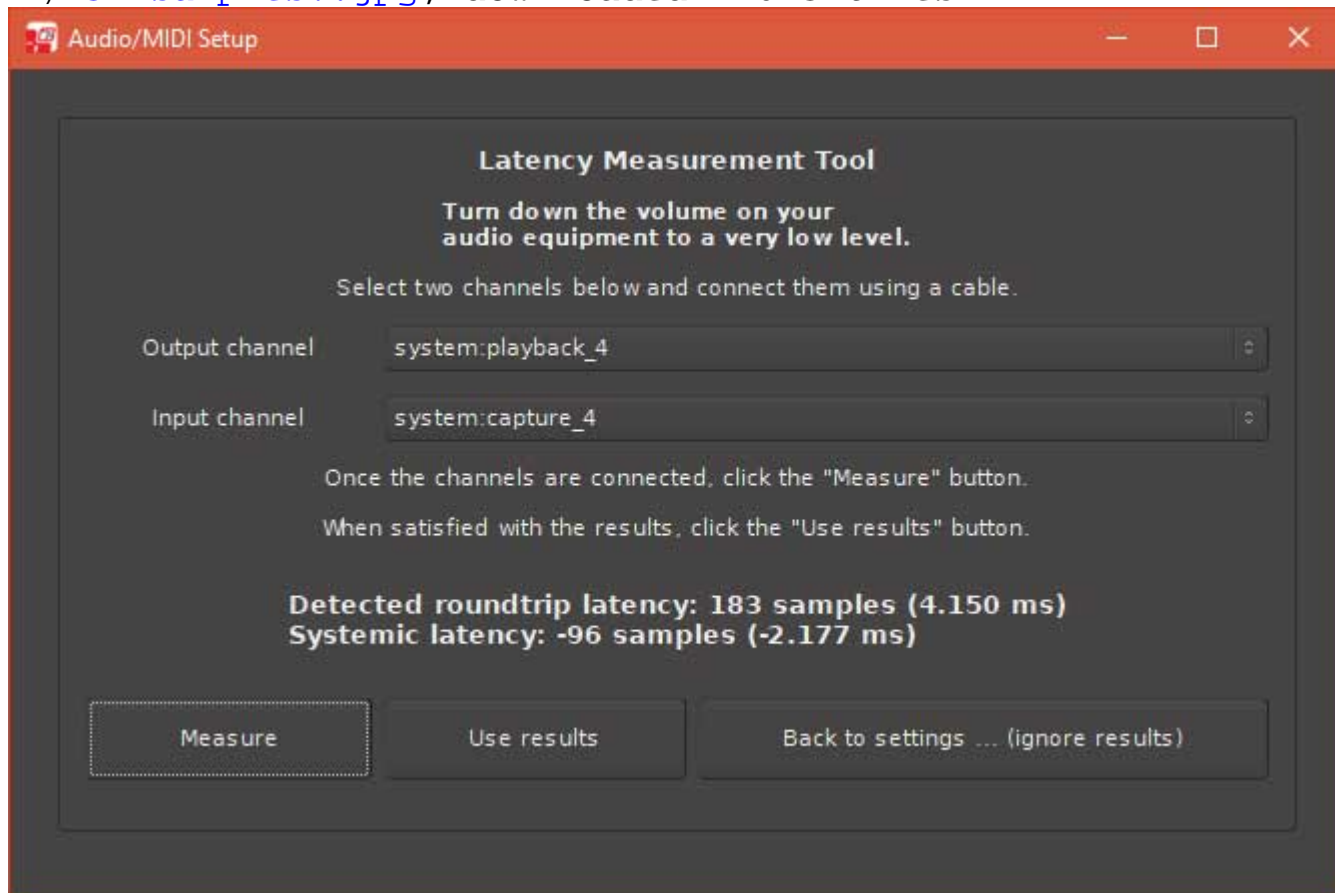 Audio/MIDI Setup
Latency Measurement Tool
Turn down the volume on your
audio equipment to a very low level.
Select two channels below and connect them using a cable.
Output channel system:playback_4
Input channel system:capture_4
Once the channels are connected, click the "Measure" button.
When satisfied with the results, click the "Use results" button.
Detected roundtrip latency: 183 samples (4.150 ms)
Systemic latency: -96 samples (-2.177 ms)
Measure Use results Back to settings ... (ignore results)